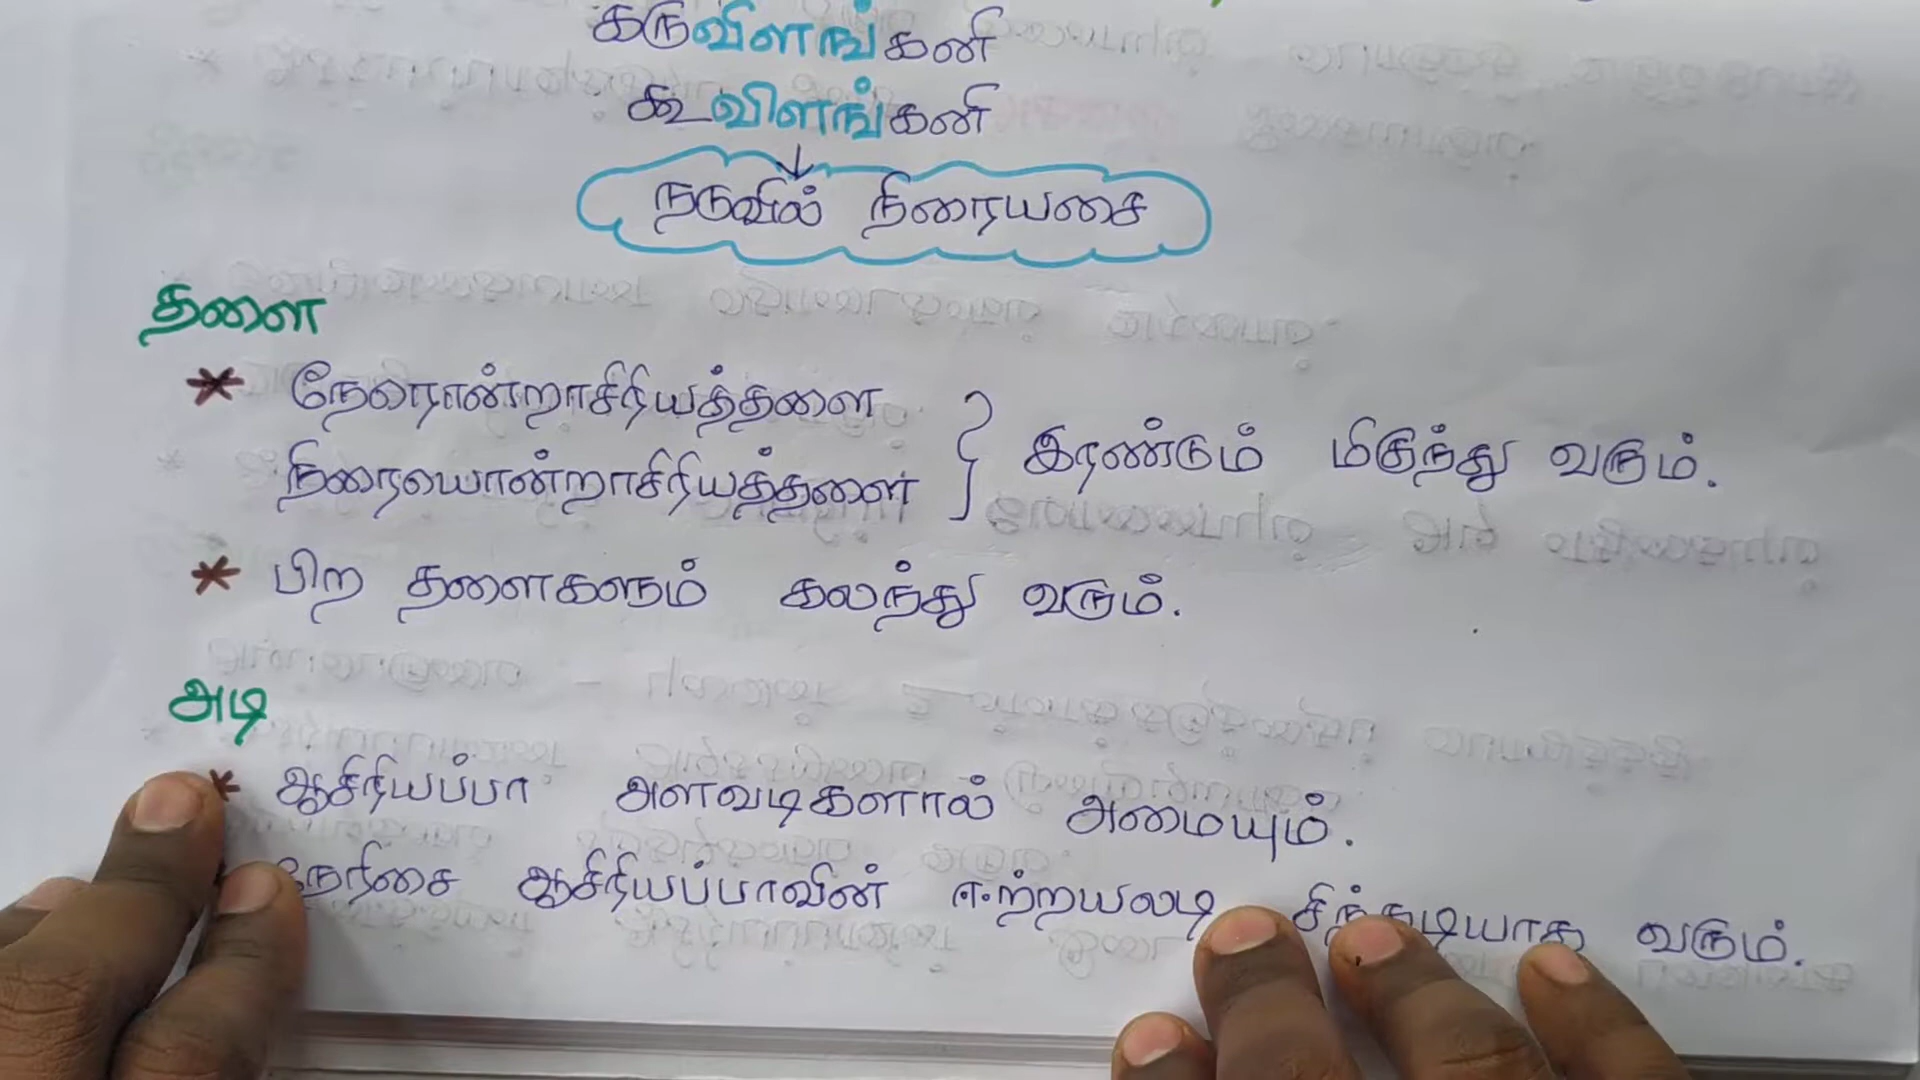 கருவிளங்கனி
கூவிளங்கனி
நடுவில் நிரையசை
தளை
* நேரொன்றாசிரியத்தளை
நிரையொன்றாசிரியத்தளை } இரண்டும் மிகுந்து வரும்.
* பிற தளைகளும் கலந்து வரும்.
அடி
* ஆசிரியப்பா அளவடிகளால் அமையும்.
நேரிசை ஆசிரியப்பாவின் ஈற்றயலடி சிந்தடியாக வரும்.